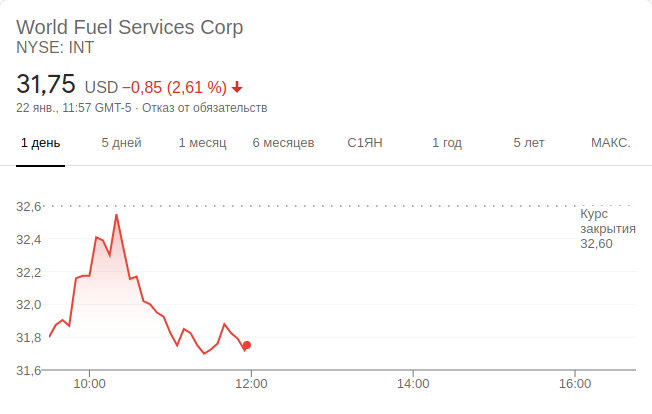 World Fuel Services Corp
NYSE: INT
31,75 USD −0,85 (2,61 %)
22 янв., 11:57 GMT-5 · Отказ от обязательств
1 день 5 дней 1 месяц 6 месяцев С1ЯН 1 год 5 лет МАКС.
32,6
Курс
закрытия
32,60
32,4
32,2
32,0
31,8
31,6
10:00 12:00 14:00 16:00